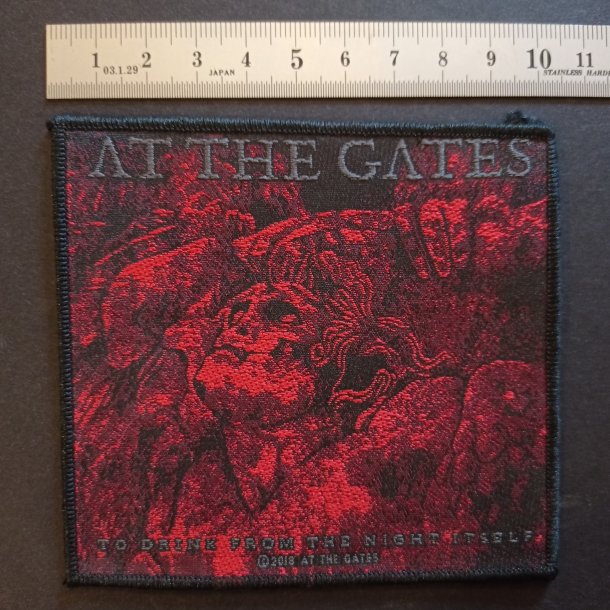 1 2 3 4 5 6 7 8 9 10 11
03.1.29 JAPAN STAINLESS HARD
AT THE GATES
TO DRINK FROM THE NIGHT ITSELF
©2018 AT THE GATES